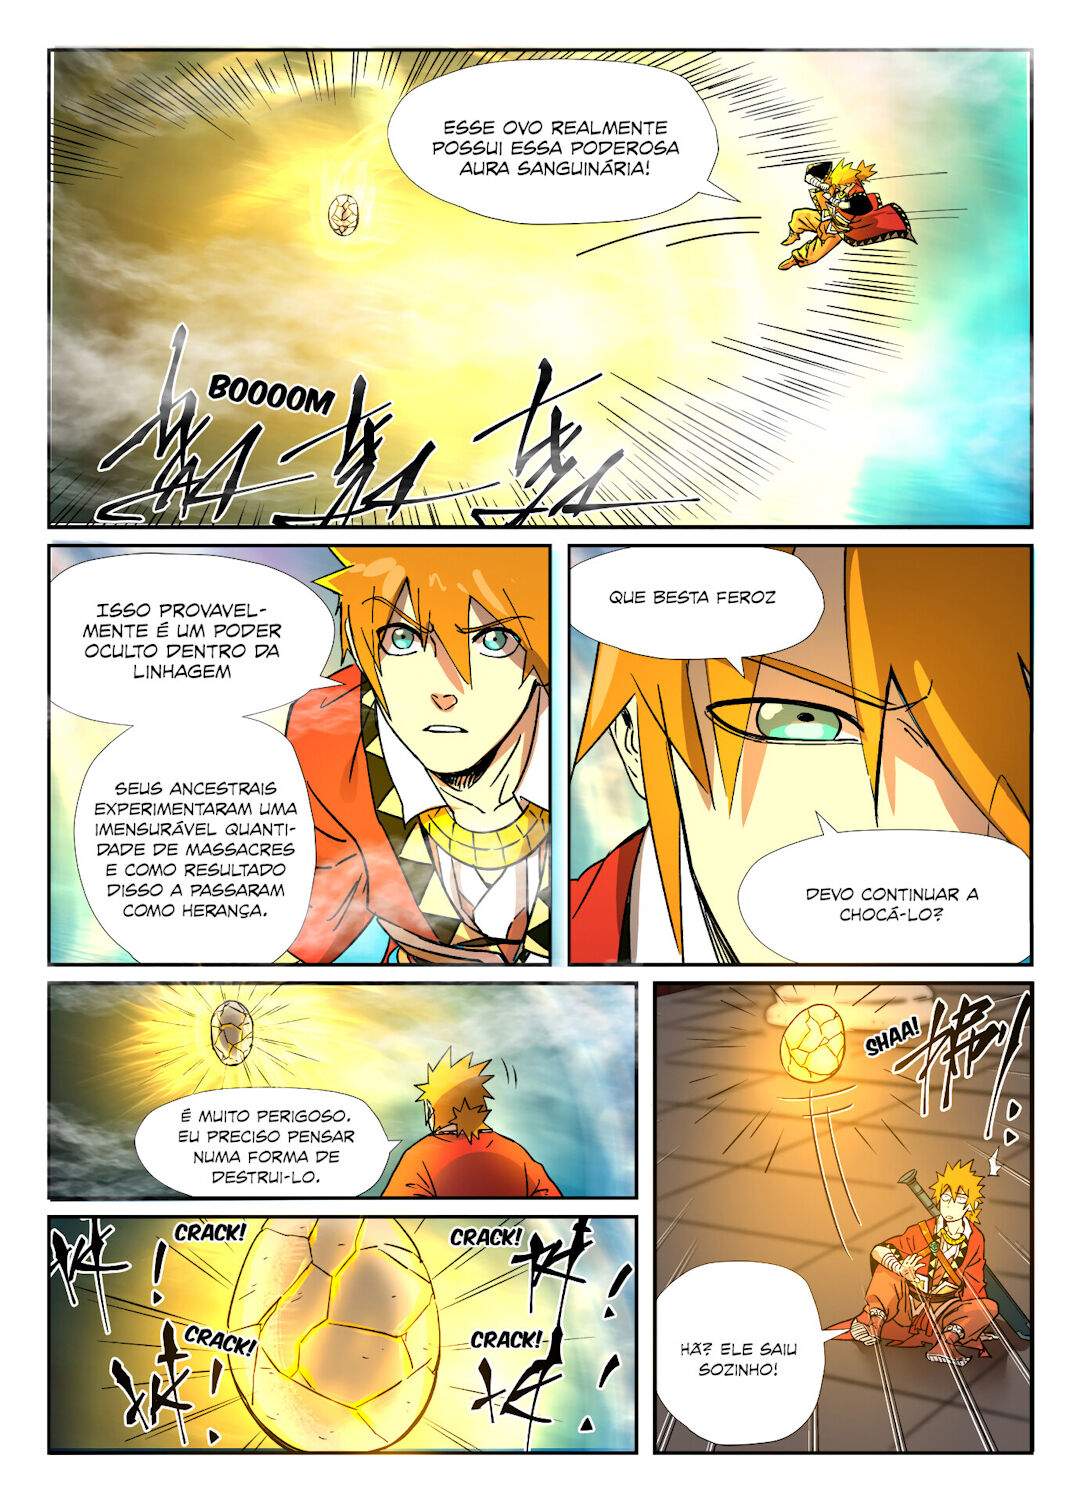 ESSE OVO REALMENTE
POSSUI ESSA PODEROSA
AURA SANGUINÁRIA!
BOOOOM
ISSO PROVAVEL-
MENTE É UM PODER
OCULTO DENTRO DA
LINHAGEM
SEUS ANCESTRAIS
EXPERIMENTARAM UMA
IMENSURÁVEL QUANTI-
DADE DE MASSACRES
E COMO RESULTADO
DISSO A PASSARAM
COMO HERANÇA.
QUE BESTA FEROZ
DEVO CONTINUAR A
CHOCÁ-LO?
É MUITO PERIGOSO.
EU PRECISO PENSAR
NUMA FORMA DE
DESTRUI-LO.
CRACK!
CRACK!
CRACK!
CRACK!
SHAA!
HÃ? ELE SAIU
SOZINHO!